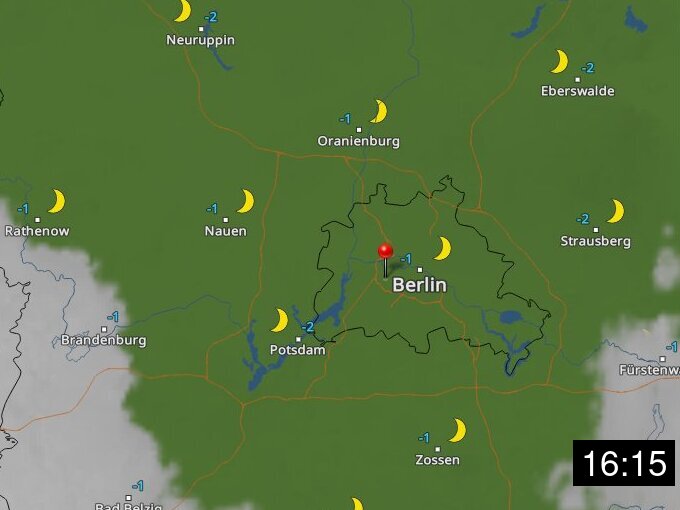 -2
Neuruppin
-2
Eberswalde
-1
Oranienburg
-1
Rathenow
-1
Nauen
-2
Strausberg
-1
Berlin
-1
Brandenburg
-2
Potsdam
-1
Fürstenwa
-1
Zossen
16:15
-1
Bad Belzig